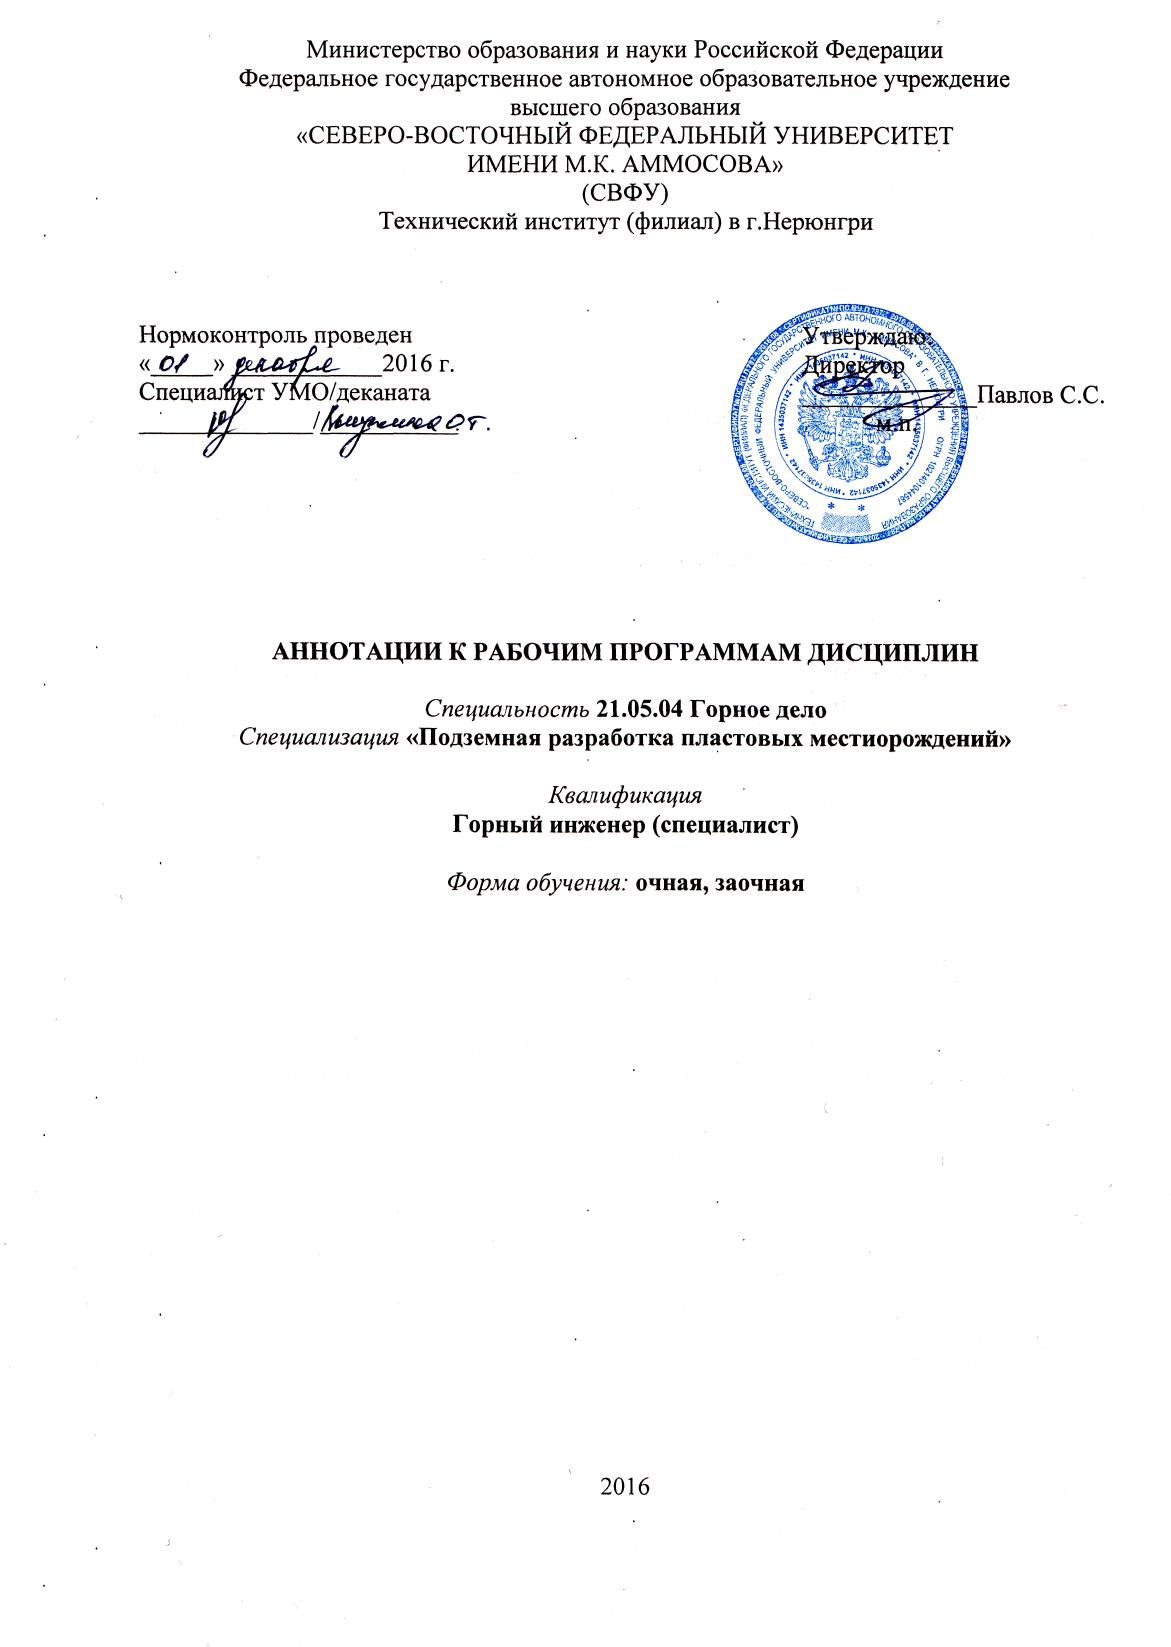 Министерство образования и науки Российской Федерации
Федеральное государственное автономное образовательное учреждение
высшего образования
«СЕВЕРО-ВОСТОЧНЫЙ ФЕДЕРАЛЬНЫЙ УНИВЕРСИТЕТ
ИМЕНИ М.К. АММОСОВА»
(СВФУ)
Технический институт (филиал) в г.Нерюнгри
Нормоконтроль проведен
«01» декабря 2016 г.
Специалист УМО/деканата
Утверждаю:
Директор
Павлов С.С.
м.п.
АННОТАЦИИ К РАБОЧИМ ПРОГРАММАМ ДИСЦИПЛИН
Специальность 21.05.04 Горное дело
Специализация «Подземная разработка пластовых местиорождений»
Квалификация
Горный инженер (специалист)
Форма обучения: очная, заочная
2016